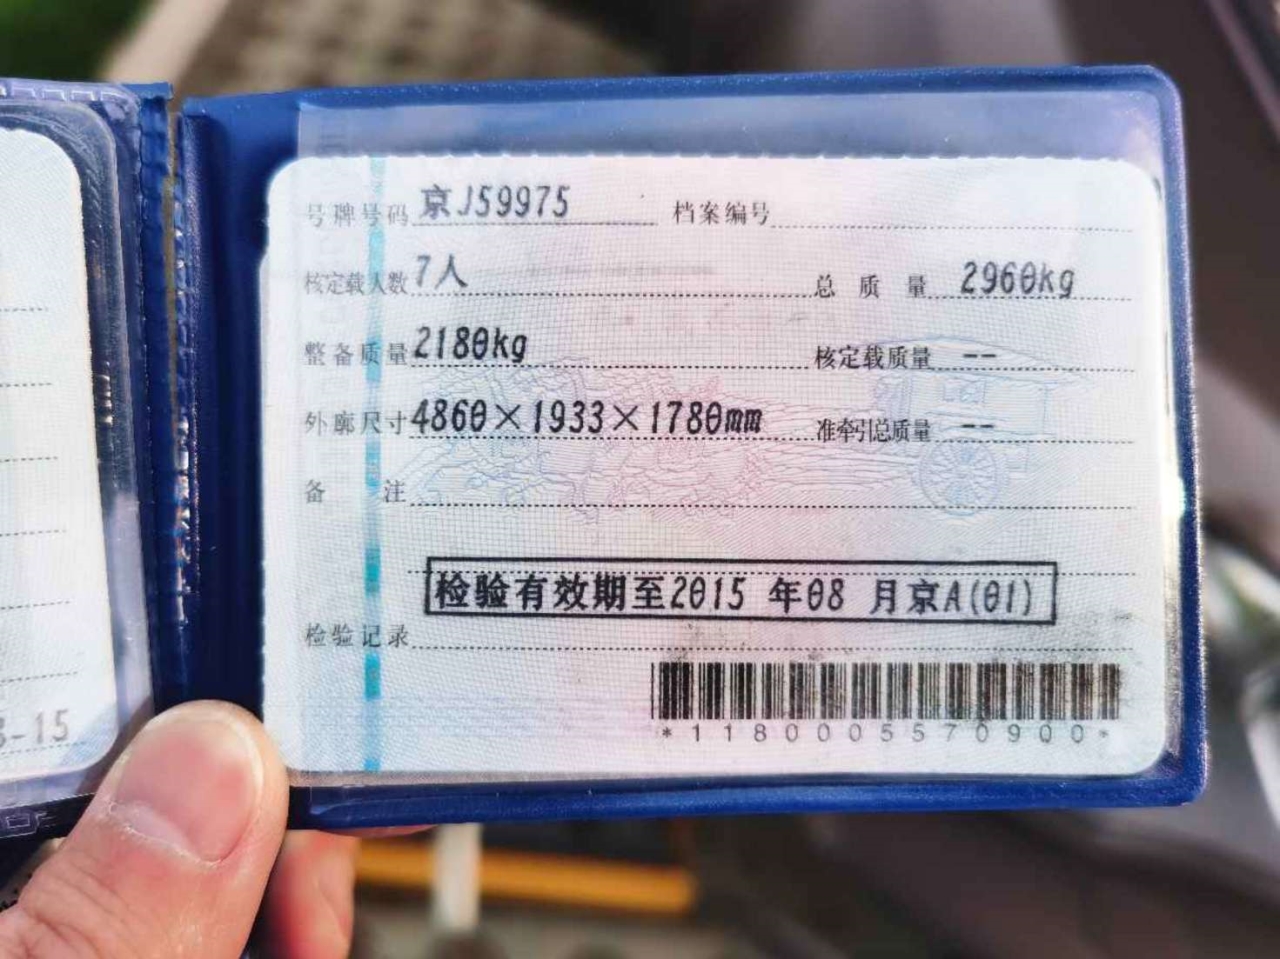 号牌号码 京J59975 档案编号
核定载人数 7人 总质量 2960kg
整备质量 2180kg 核定载质量 --
外廓尺寸 4860×1933×1780mm 准牵引总质量 --
备注
检验有效期至2015 年08 月京A(01)
检验记录
*1180005570900*
-15